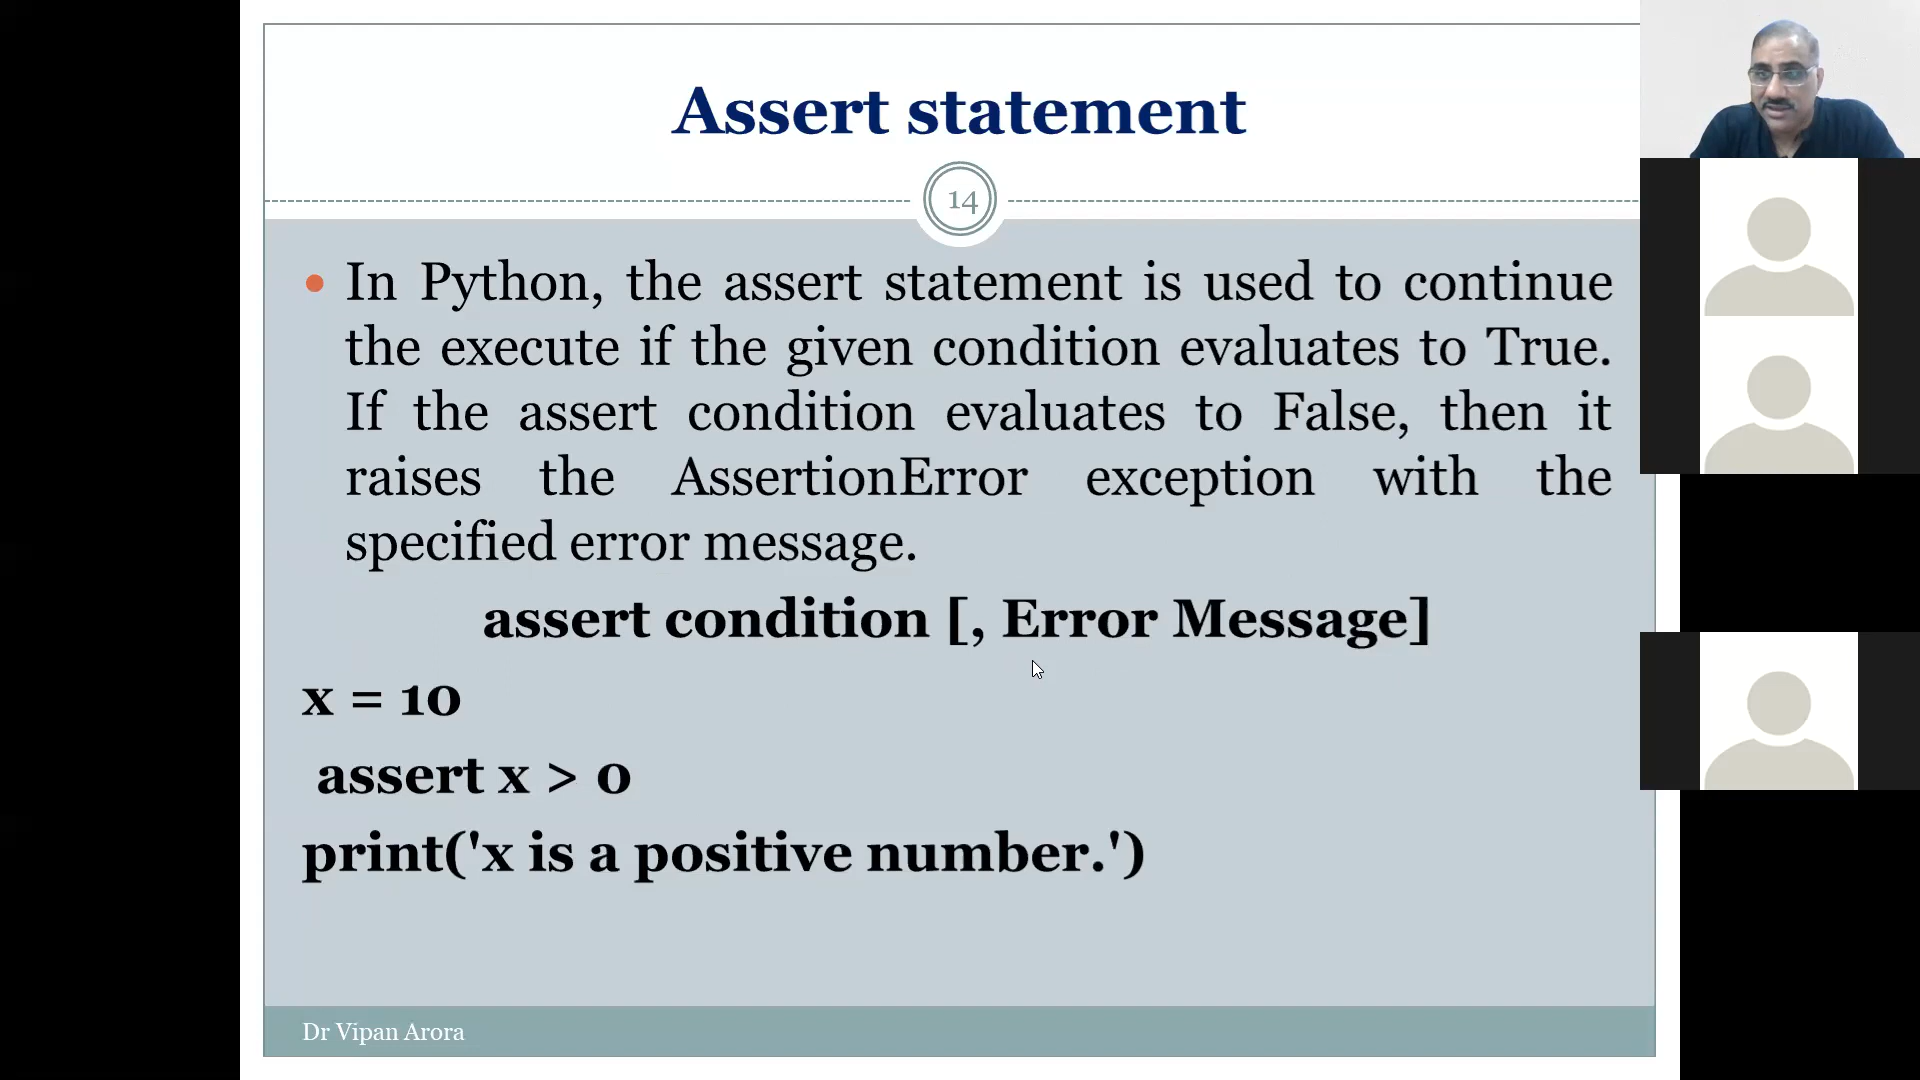 Assert statement
14
In Python, the assert statement is used to continue
the execute if the given condition evaluates to True.
If the assert condition evaluates to False, then it
raises the AssertionError exception with the
specified error message.
assert condition [, Error Message]
x = 10
assert x > 0
print('x is a positive number.')
Dr Vipan Arora